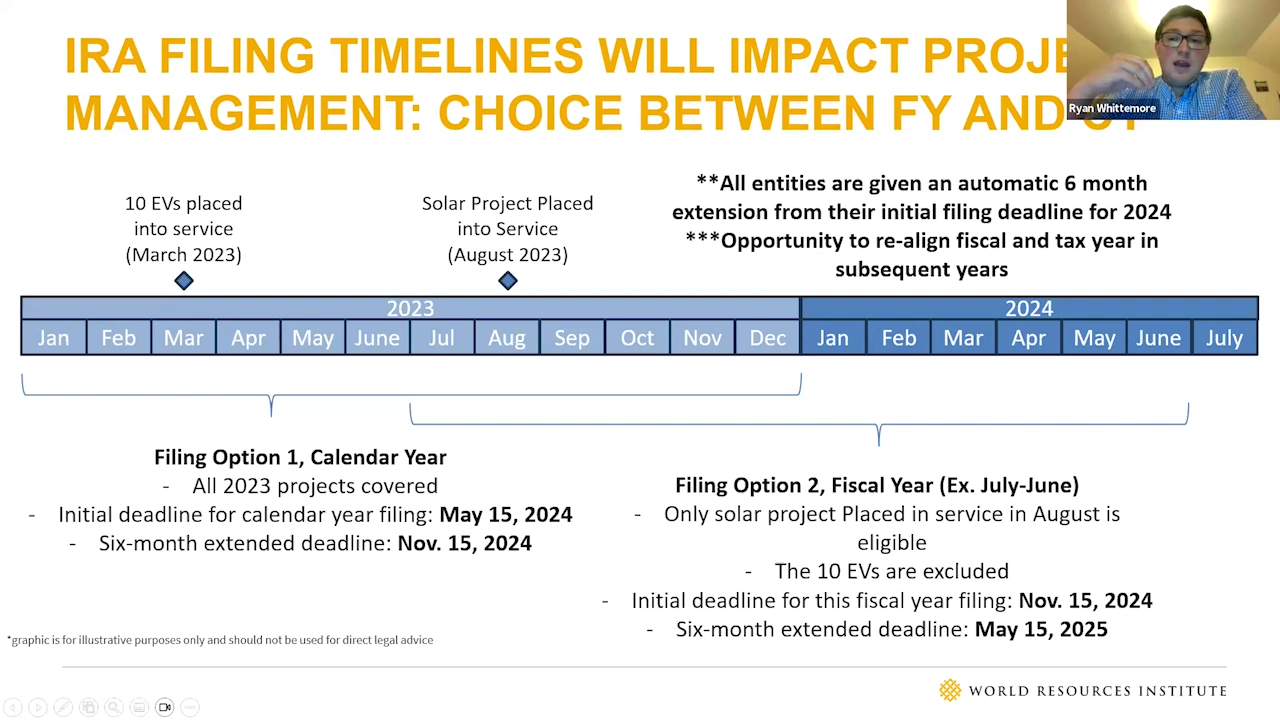 IRA FILING TIMELINES WILL IMPACT
MANAGEMENT: CHOICE BETWEEN FY AND
Ryan Whittemore
10 EVs placed
into service
(March 2023)
Solar Project Placed
into Service
(August 2023)
**All entities are given an automatic 6 month
extension from their initial filing deadline for 2024
***Opportunity to re-align fiscal and tax year in
subsequent years
2023 2024
Jan Feb Mar Apr May June Jul Aug Sep Oct Nov Dec Jan Feb Mar Apr May June July
Filing Option 1, Calendar Year
- All 2023 projects covered
- Initial deadline for calendar year filing: May 15, 2024
- Six-month extended deadline: Nov. 15, 2024
Filing Option 2, Fiscal Year (Ex. July-June)
- Only solar project Placed in service in August is
eligible
- The 10 EVs are excluded
- Initial deadline for this fiscal year filing: Nov. 15, 2024
- Six-month extended deadline: May 15, 2025
*graphic is for illustrative purposes only and should not be used for direct legal advice
WORLD RESOURCES INSTITUTE